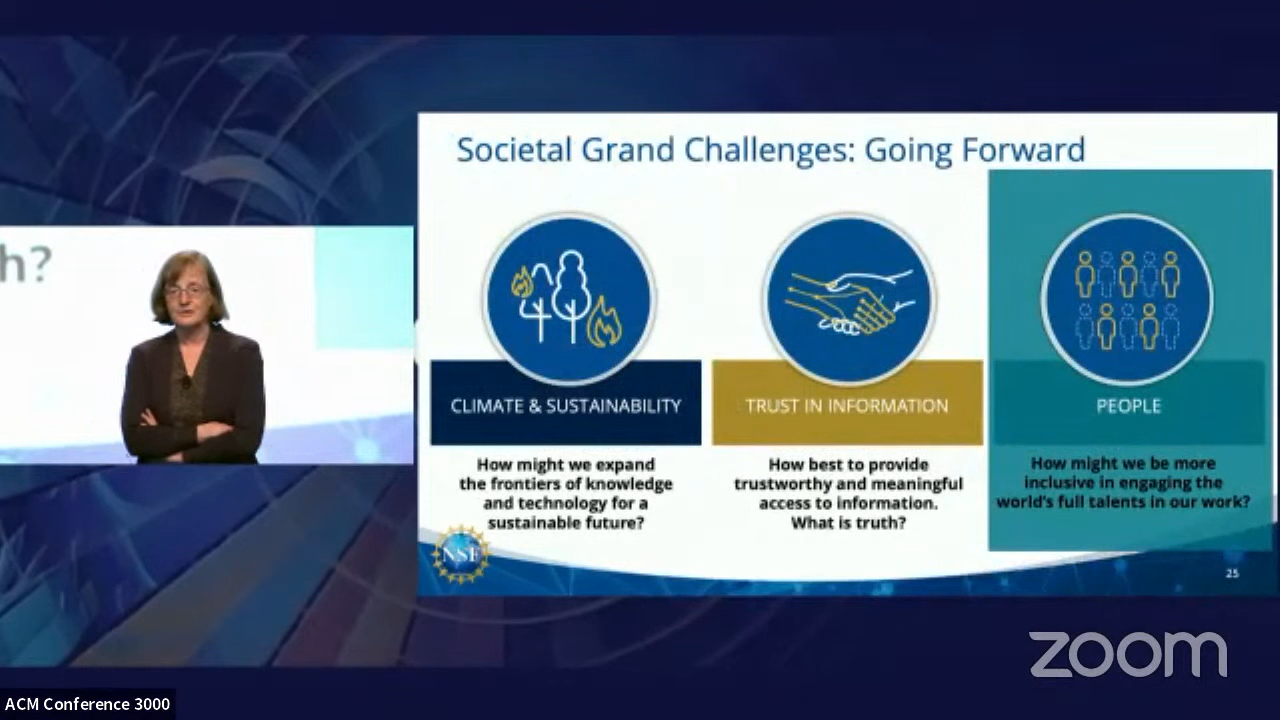 h?
Societal Grand Challenges: Going Forward
CLIMATE & SUSTAINABILITY
How might we expand
the frontiers of knowledge
and technology for a
sustainable future?
TRUST IN INFORMATION
How best to provide
trustworthy and meaningful
access to information.
What is truth?
PEOPLE
How might we be more
inclusive in engaging the
world's full talents in our work?
NSF
25
zoom
ACM Conference 3000